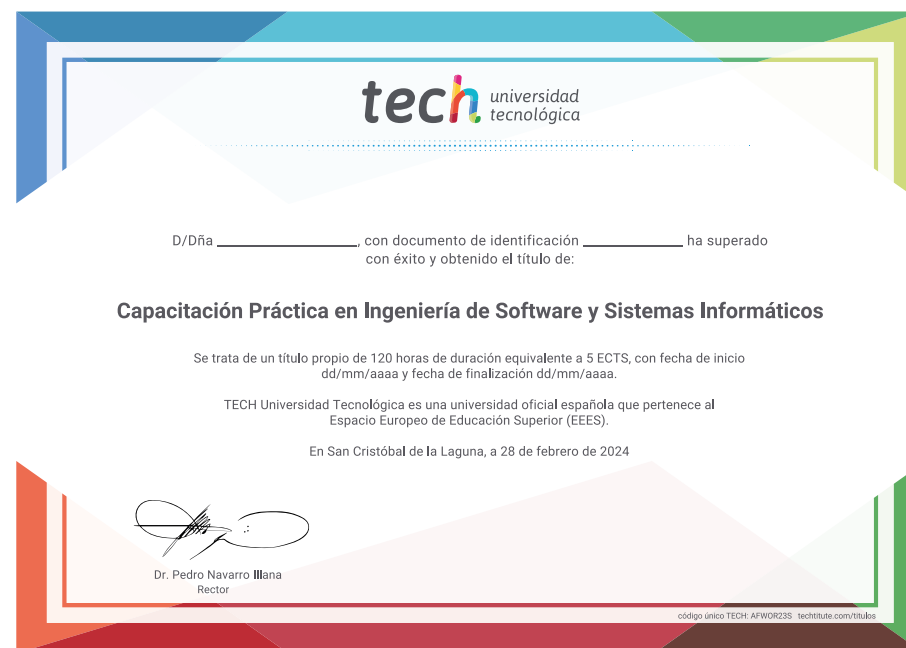 tech universidad
tecnológica
D/Dña ____________________, con documento de identificación ______________ ha superado
con éxito y obtenido el título de:
Capacitación Práctica en Ingeniería de Software y Sistemas Informáticos
Se trata de un título propio de 120 horas de duración equivalente a 5 ECTS, con fecha de inicio
dd/mm/aaaa y fecha de finalización dd/mm/aaaa.
TECH Universidad Tecnológica es una universidad oficial española que pertenece al
Espacio Europeo de Educación Superior (EEES).
En San Cristóbal de la Laguna, a 28 de febrero de 2024
Dr. Pedro Navarro Illana
Rector
código único TECH: AFWOR23S techtitute.com/titulos